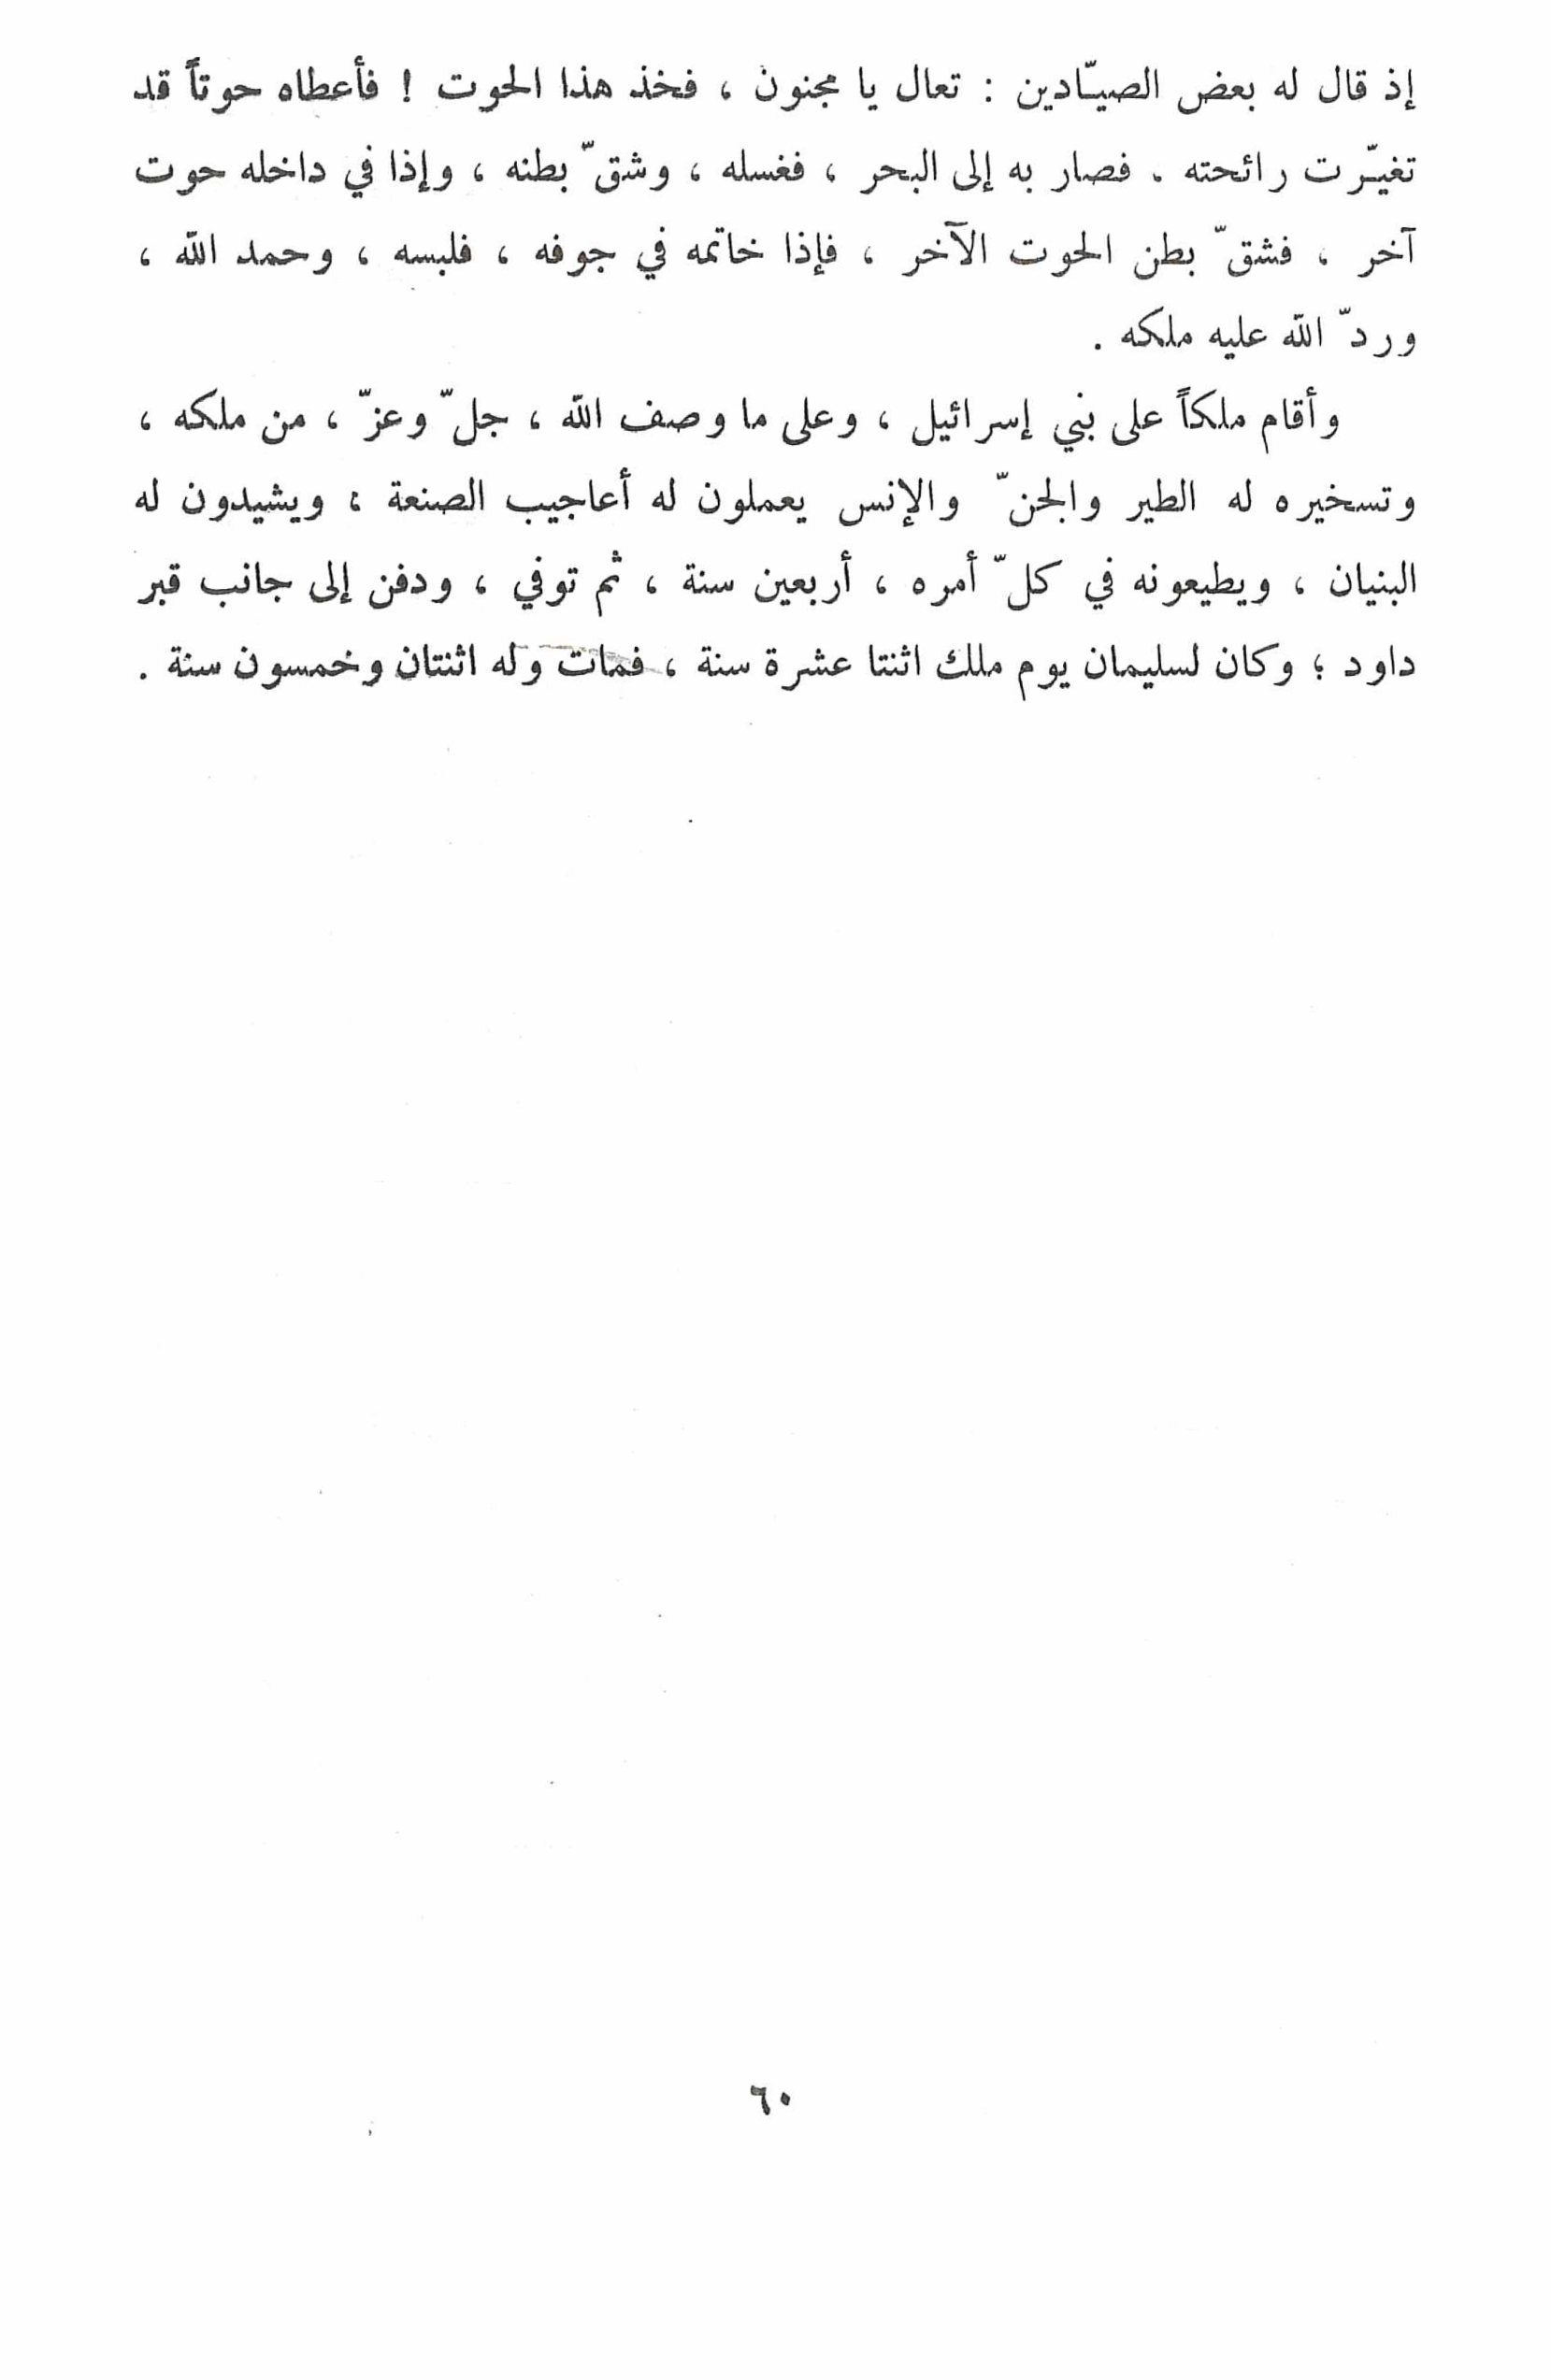 إذ قال له بعض الصيّادين : تعال يا مجنون ، فخذ هذا الحوت ! فأعطاه حوتاً قد
تغيّرت رائحته . فصار به إلى البحر ، فغسله ، وشقّ بطنه ، وإذا في داخله حوت
آخر ، فشقّ بطن الحوت الآخر ، فإذا خاتمه في جوفه ، فلبسه ، وحمد الله ،
وردّ الله عليه ملكه .
وأقام ملكاً على بني إسرائيل ، وعلى ما وصف الله ، جلّ وعزّ ، من ملكه ،
وتسخيره له الطير والجنّ والإنس يعملون له أعاجيب الصنعة ؛ ويشيدون له
البنيان ، ويطيعونه في كلّ أمره ، أربعين سنة ، ثم توفي ، ودفن إلى جانب قبر
داود ؛ وكان لسليمان يوم ملك اثنتا عشرة سنة ، فمات وله اثنتان وخمسون سنة .
٦٠